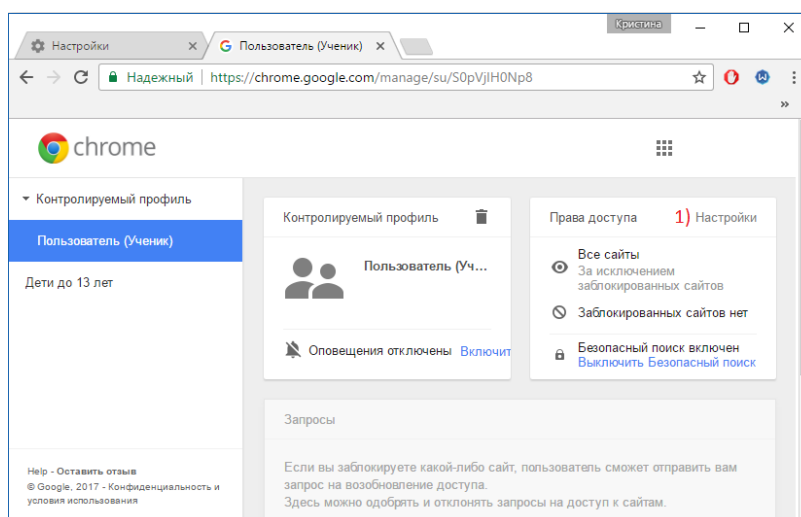 Кристина
Настройки
Пользователь (Ученик)
Надежный
https://chrome.google.com/manage/su/S0pVjlH0Np8
chrome
Контролируемый профиль
Пользователь (Ученик)
Дети до 13 лет
Help - Оставить отзыв
© Google, 2017 - Конфиденциальность и
условия использования
Контролируемый профиль
Пользователь (Уч...
Оповещения отключены Включит
Права доступа 1) Настройки
Все сайты
За исключением
заблокированных сайтов
Заблокированных сайтов нет
Безопасный поиск включен
Выключить Безопасный поиск
Запросы
Если вы заблокируете какой-либо сайт, пользователь сможет отправить вам
запрос на возобновление доступа.
Здесь можно одобрять и отклонять запросы на доступ к сайтам.